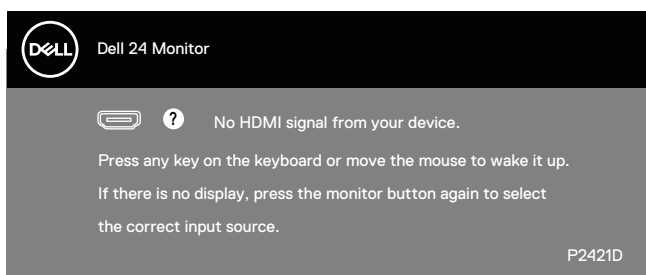 DELL
Dell 24 Monitor
? No HDMI signal from your device.
Press any key on the keyboard or move the mouse to wake it up.
If there is no display, press the monitor button again to select
the correct input source.
P2421D